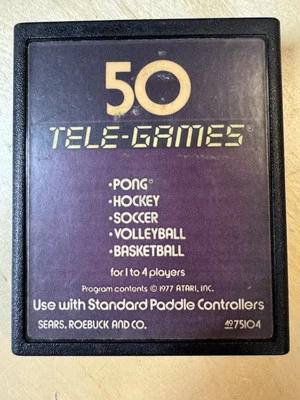 50
TELE-GAMES®
•PONG®
•HOCKEY
•SOCCER
•VOLLEYBALL
•BASKETBALL
for 1 to 4 players
Program contents © 1977 ATARI, INC.
Use with Standard Paddle Controllers
SEARS, ROEBUCK AND CO. 49 75104